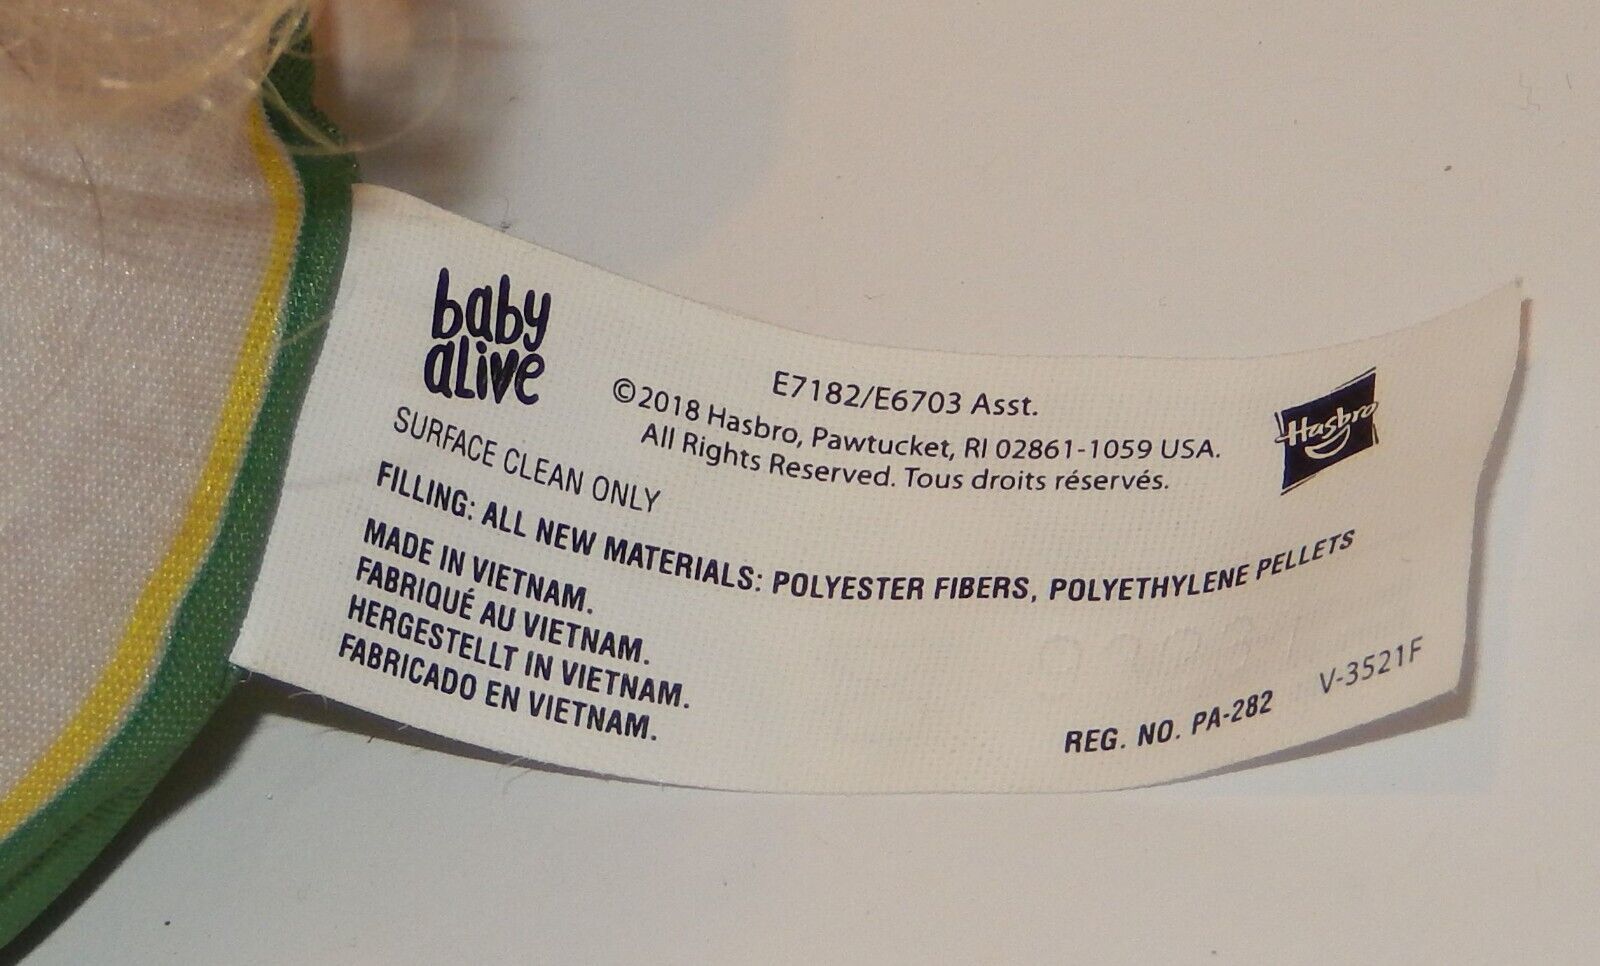 baby
alive
E7182/E6703 Asst.
©2018 Hasbro, Pawtucket, RI 02861-1059 USA.
All Rights Reserved. Tous droits réservés.
Hasbro
SURFACE CLEAN ONLY
FILLING: ALL NEW MATERIALS: POLYESTER FIBERS, POLYETHYLENE PELLETS
MADE IN VIETNAM.
FABRIQUÉ AU VIETNAM.
HERGESTELLT IN VIETNAM.
FABRICADO EN VIETNAM.
REG. NO. PA-282 V-3521F